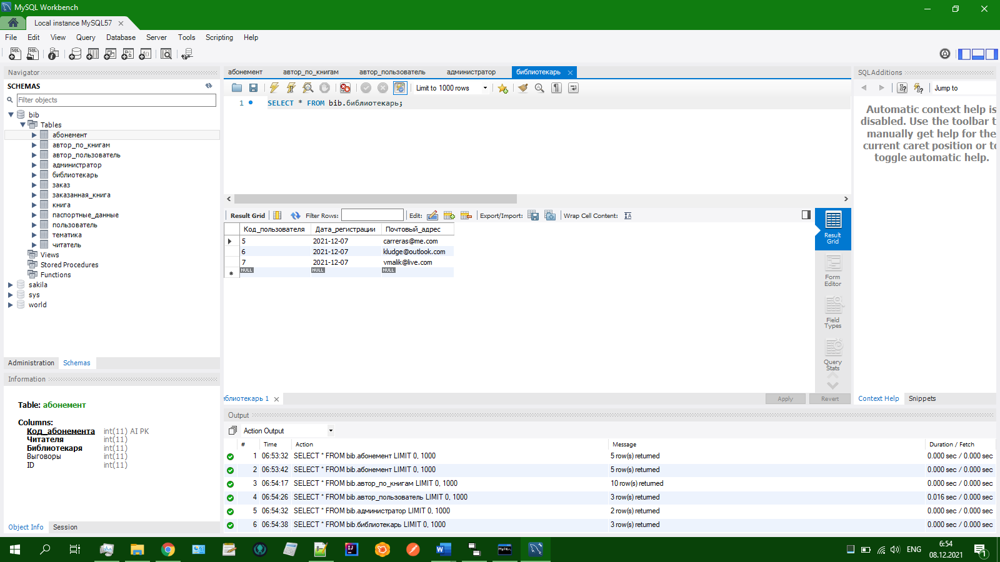 MySQL Workbench
Local instance MySQL57
File Edit View Query Database Server Tools Scripting Help
Navigator
SCHEMAS
Filter objects
bib
Tables
абонемент
автор_по_книгам
автор_пользователь
администратор
библиотекарь
заказ
заказанная_книга
книга
паспортные_данные
пользователь
тематика
читатель
Views
Stored Procedures
Functions
sakila
sys
world
Administration Schemas
Information
Table: абонемент
Columns:
Код_абонемента int(11) AI PK
Читателя int(11)
Библиотекаря int(11)
Выговоры int(11)
ID int(11)
Object Info Session
абонемент автор_по_книгам автор_пользователь администратор библиотекарь
Limit to 1000 rows
1 SELECT * FROM bib.библиотекарь;
Result Grid Filter Rows: Edit: Export/Import: Wrap Cell Content:
Код_пользователя Дата_регистрации Почтовый_адрес
5 2021-12-07 carreras@me.com
6 2021-12-07 kludge@outlook.com
7 2021-12-07 vmalik@live.com
NULL NULL NULL
Result
Grid
Form
Editor
Field
Types
Query
Stats
иблиотекарь 1
Apply Revert
SQLAdditions
Jump to
Automatic context help is
disabled. Use the toolbar t
manually get help for the
current caret position or to
toggle automatic help.
Context Help Snippets
Output
Action Output
# Time Action Message Duration / Fetch
1 06:53:32 SELECT * FROM bib.абонемент LIMIT 0, 1000 5 row(s) returned 0.000 sec / 0.000 sec
2 06:53:42 SELECT * FROM bib.абонемент LIMIT 0, 1000 5 row(s) returned 0.000 sec / 0.000 sec
3 06:54:17 SELECT * FROM bib.автор_по_книгам LIMIT 0, 1000 10 row(s) returned 0.000 sec / 0.000 sec
4 06:54:26 SELECT * FROM bib.автор_пользователь LIMIT 0, 1000 3 row(s) returned 0.016 sec / 0.000 sec
5 06:54:32 SELECT * FROM bib.администратор LIMIT 0, 1000 2 row(s) returned 0.000 sec / 0.000 sec
6 06:54:38 SELECT * FROM bib.библиотекарь LIMIT 0, 1000 3 row(s) returned 0.000 sec / 0.000 sec
ENG
6:54
08.12.2021
1